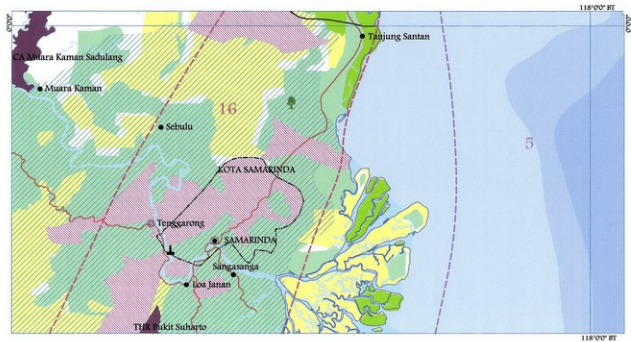 118°0'0" BT
0°0'0"
0°0'0"
Tanjung Santan
CA Muara Kaman Sadulang
Muara Kaman
16
Sebulu
5
KOTA SAMARINDA
Tenggarong
SAMARINDA
Sangasanga
Loa Janan
THR Bukit Suharto
118°0'0" BT